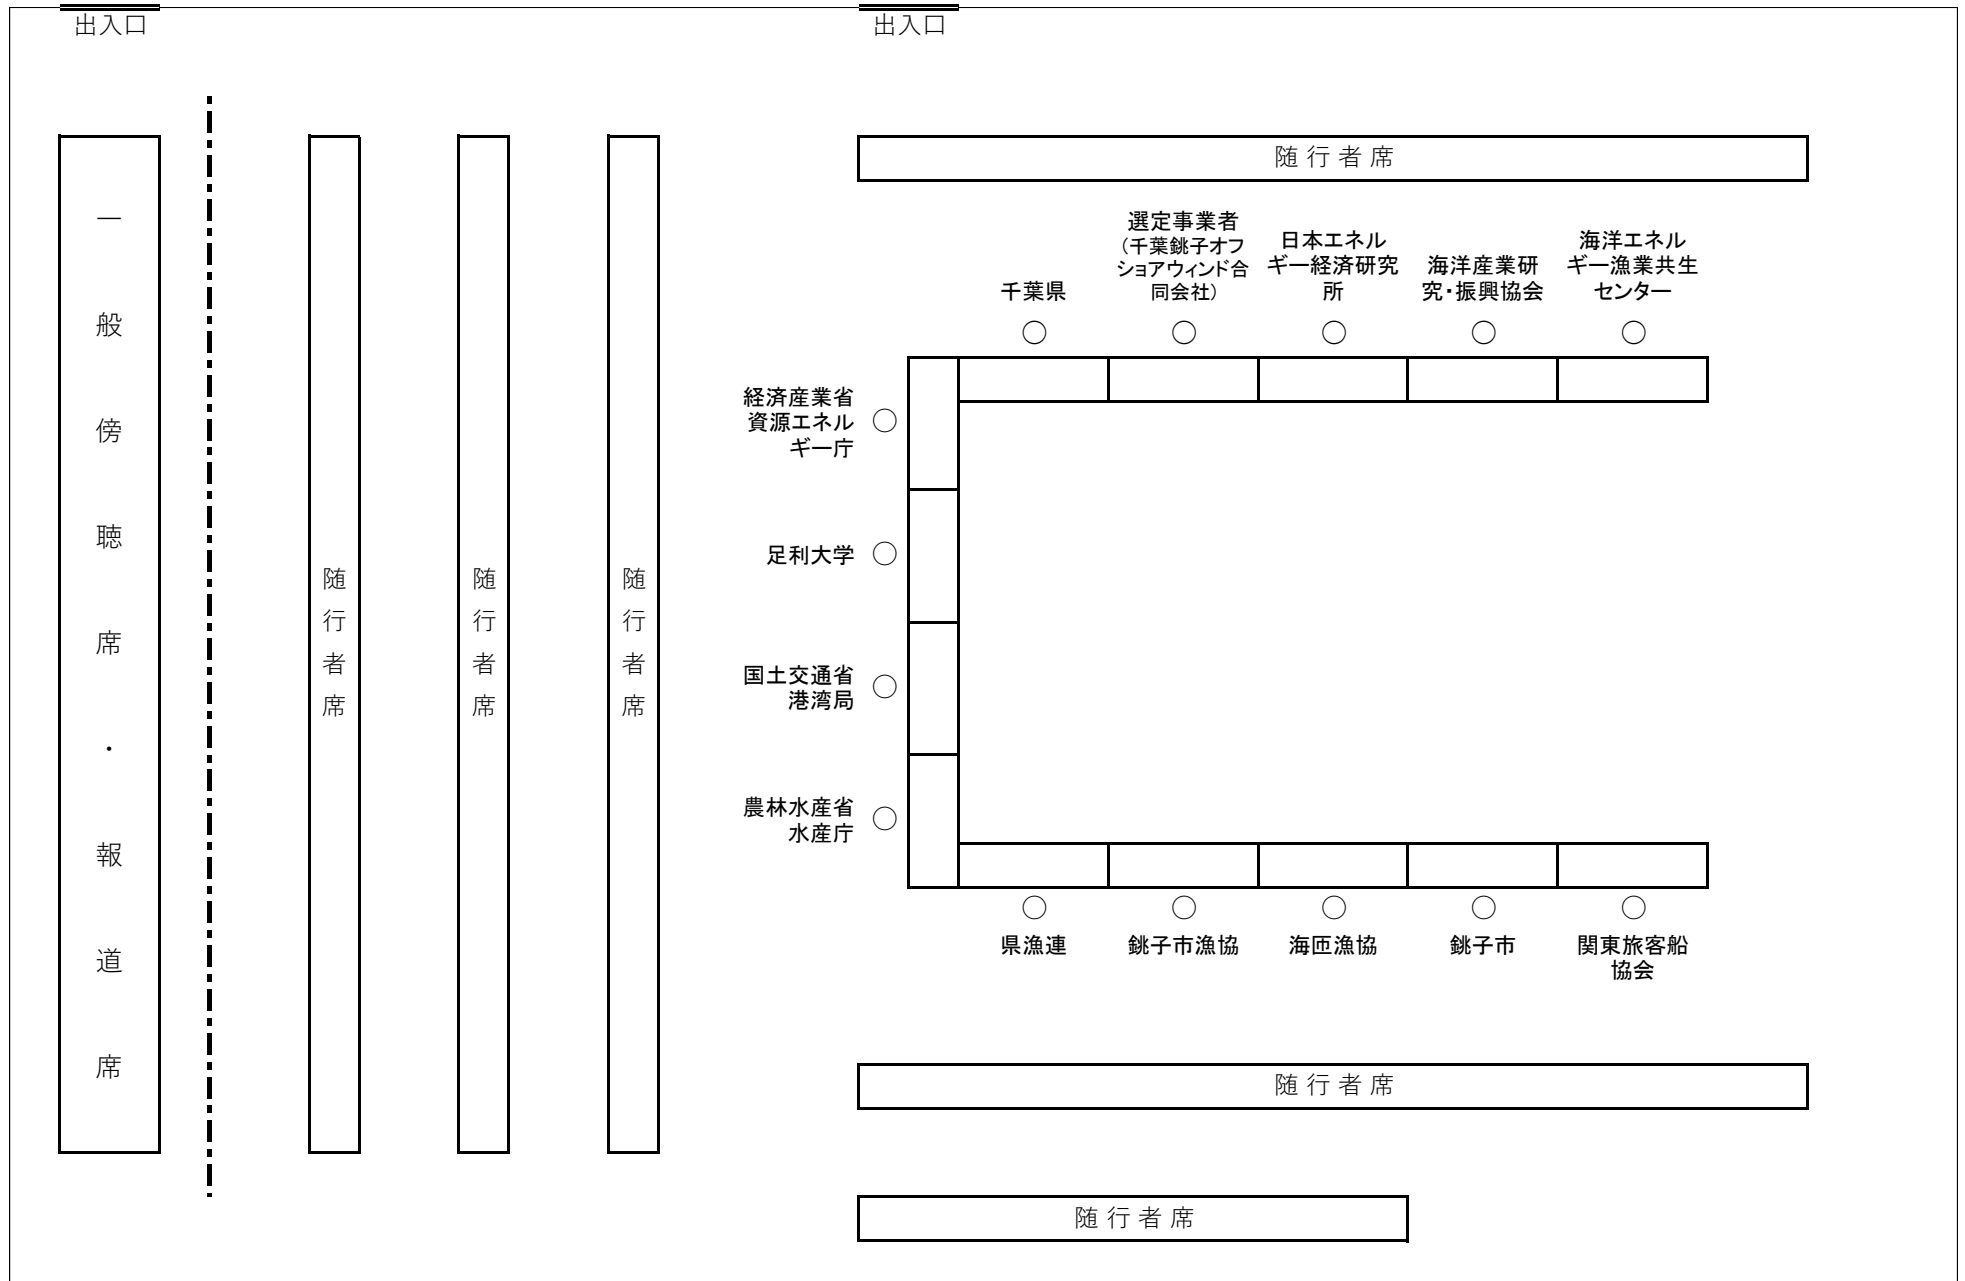 出入口
出入口
一般傍聴席・報道席
随行者席
随行者席
随行者席
随行者席
千葉県
選定事業者
(千葉銚子オフ
ショアウィンド合
同会社)
日本エネル
ギー経済研究
所
海洋産業研
究・振興協会
海洋エネル
ギー漁業共生
センター
経済産業省
資源エネル
ギー庁
足利大学
国土交通省
港湾局
農林水産省
水産庁
県漁連
銚子市漁協
海匝漁協
銚子市
関東旅客船
協会
随行者席
随行者席